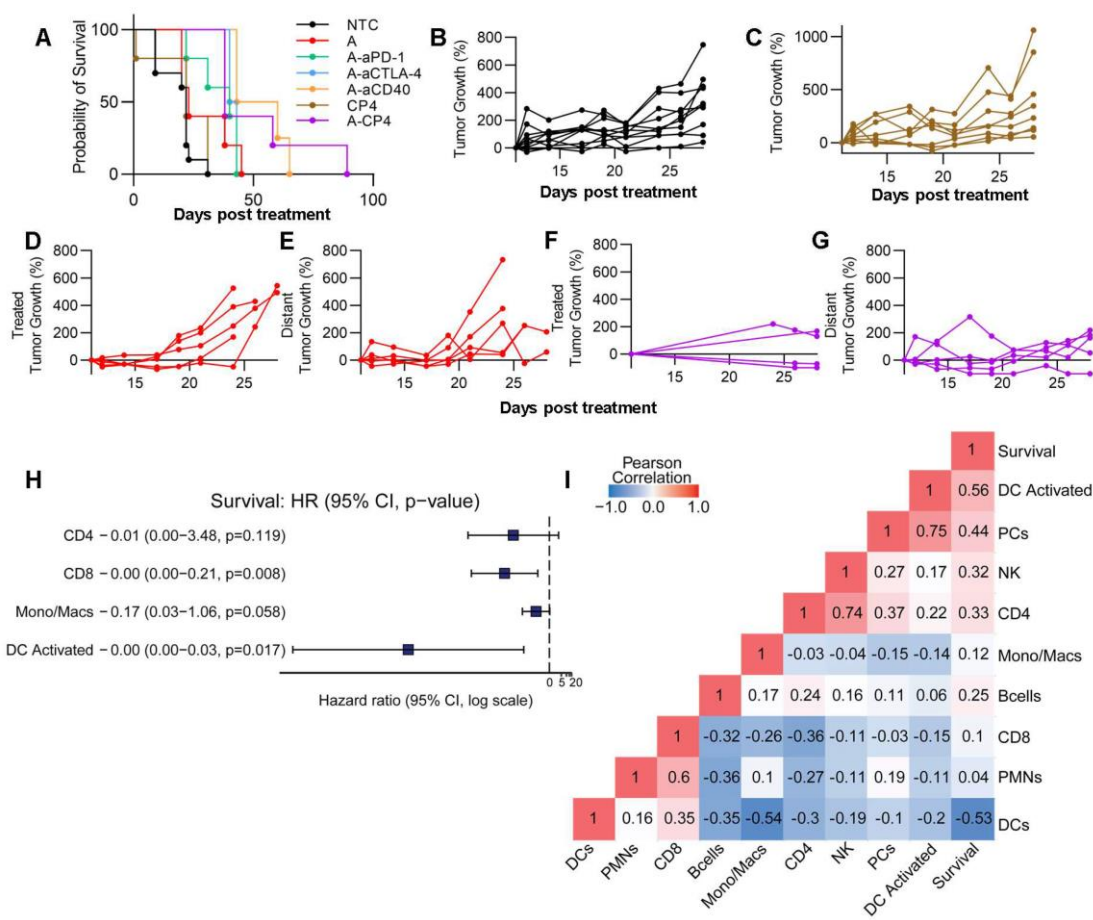 A
Probability of Survival
100
50
0
0
50
100
Days post treatment
NTC
A
A-aPD-1
A-aCTLA-4
A-aCD40
CP4
A-CP4
B
Tumor Growth (%)
800
600
400
200
0
15
20
25
Days post treatment
C
Tumor Growth (%)
1000
500
0
15
20
25
Days post treatment
D
Treated
Tumor Growth (%)
800
600
400
200
0
15
20
25
E
Distant
Tumor Growth (%)
800
600
400
200
0
15
20
25
F
Treated
Tumor Growth (%)
800
600
400
200
0
15
20
25
G
Distant
Tumor Growth (%)
800
600
400
200
0
15
20
25
Days post treatment
H
Survival: HR (95% CI, p−value)
CD4 − 0.01 (0.00−3.48, p=0.119)
CD8 − 0.00 (0.00−0.21, p=0.008)
Mono/Macs − 0.17 (0.03−1.06, p=0.058)
DC Activated − 0.00 (0.00−0.03, p=0.017)
0 5 20
Hazard ratio (95% CI, log scale)
I
Pearson
Correlation
−1.0 0.0 1.0
1 Survival
1 0.56 DC Activated
1 0.75 0.44 PCs
1 0.27 0.17 0.32 NK
1 0.74 0.37 0.22 0.33 CD4
1 -0.03 -0.04 -0.15 -0.14 0.12 Mono/Macs
1 0.17 0.24 0.16 0.11 0.06 0.25 Bcells
1 -0.32 -0.26 -0.36 -0.11 -0.03 -0.15 0.1 CD8
1 0.6 -0.36 0.1 -0.27 -0.11 0.19 -0.11 0.04 PMNs
1 0.16 0.35 -0.35 -0.54 -0.3 -0.19 -0.1 -0.2 -0.53 DCs
DCs PMNs CD8 Bcells Mono/Macs CD4 NK PCs DC Activated Survival